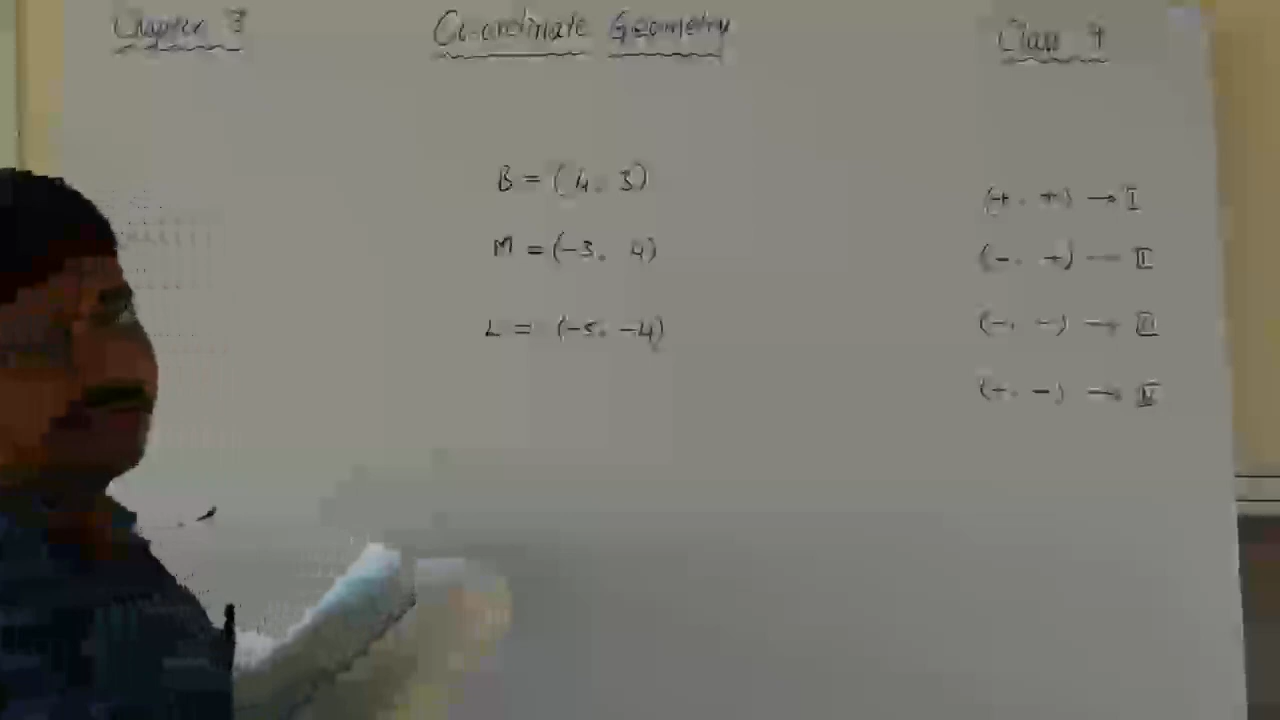 Chapter 3 Co-ordinate Geometry Class 9
B = (4, 3)
M = (-3, 4)
L = (-5, -4)
(+, +) → I
(-, +) → II
(-, -) → III
(+, -) → IV